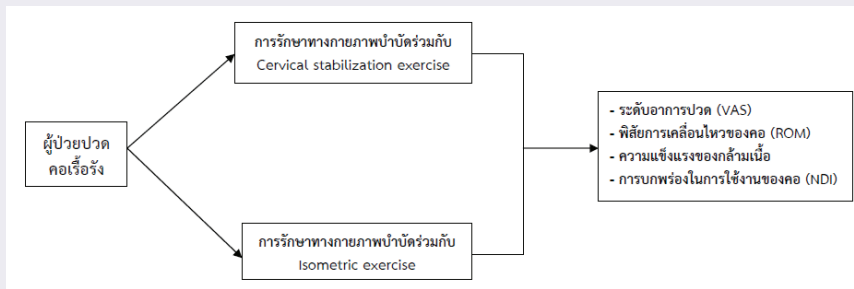 การรักษาทางกายภาพบำบัดร่วมกับ
Cervical stabilization exercise
ผู้ป่วยปวด
คอเรื้อรัง
- ระดับอาการปวด (VAS)
- พิสัยการเคลื่อนไหวของคอ (ROM)
- ความแข็งแรงของกล้ามเนื้อ
- การบกพร่องในการใช้งานของคอ (NDI)
การรักษาทางกายภาพบำบัดร่วมกับ
Isometric exercise